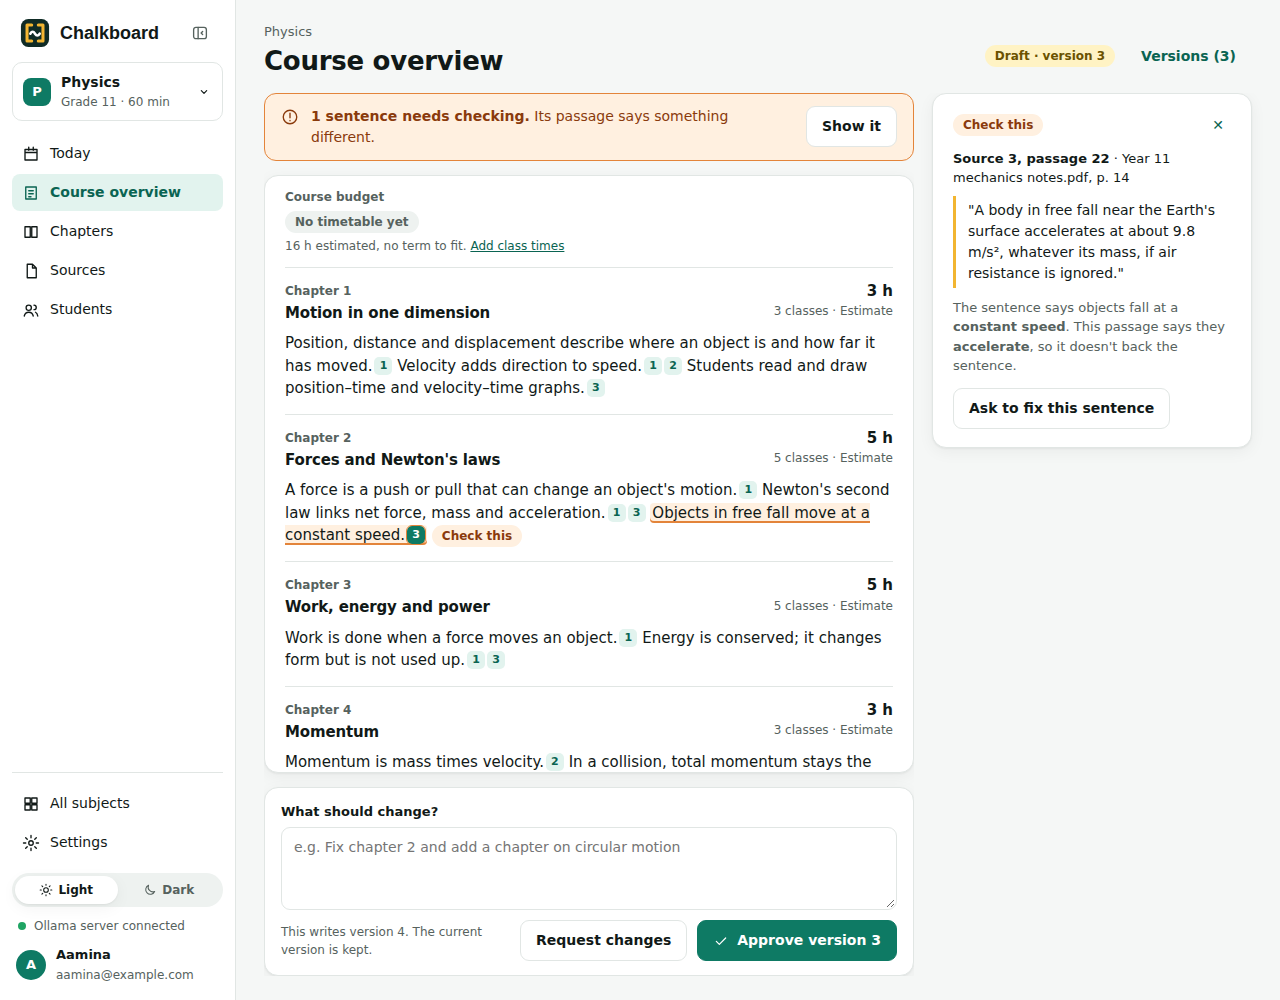 Chalkboard
P
Physics
Grade 11 · 60 min
Today
Course overview
Chapters
Sources
Students
All subjects
Settings
Light
Dark
Ollama server connected
A
Aamina
aamina@example.com
Physics
Course overview
Draft · version 3
Versions (3)
1 sentence needs checking. Its passage says something
different.
Show it
Course budget
No timetable yet
16 h estimated, no term to fit. Add class times
Chapter 1
3 h
Motion in one dimension
3 classes · Estimate
Position, distance and displacement describe where an object is and how far it
has moved. 1 Velocity adds direction to speed. 1 2 Students read and draw
position–time and velocity–time graphs. 3
Chapter 2
5 h
Forces and Newton's laws
5 classes · Estimate
A force is a push or pull that can change an object's motion. 1 Newton's second
law links net force, mass and acceleration. 1 3 Objects in free fall move at a
constant speed. 3 Check this
Chapter 3
5 h
Work, energy and power
5 classes · Estimate
Work is done when a force moves an object. 1 Energy is conserved; it changes
form but is not used up. 1 3
Chapter 4
3 h
Momentum
3 classes · Estimate
Momentum is mass times velocity. 2 In a collision, total momentum stays the
What should change?
e.g. Fix chapter 2 and add a chapter on circular motion
This writes version 4. The current
version is kept.
Request changes
Approve version 3
Check this
✕
Source 3, passage 22 · Year 11
mechanics notes.pdf, p. 14
"A body in free fall near the Earth's
surface accelerates at about 9.8
m/s², whatever its mass, if air
resistance is ignored."
The sentence says objects fall at a
constant speed. This passage says they
accelerate, so it doesn't back the
sentence.
Ask to fix this sentence